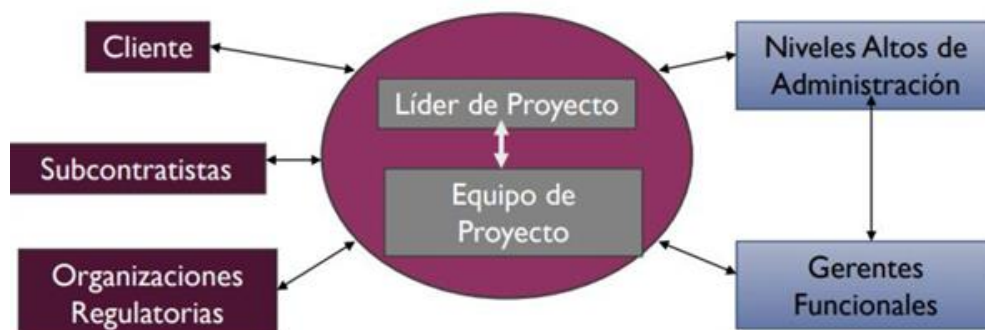 Cliente
Líder de Proyecto
Niveles Altos de
Administración
Subcontratistas
Equipo de
Proyecto
Organizaciones
Regulatorias
Gerentes
Funcionales